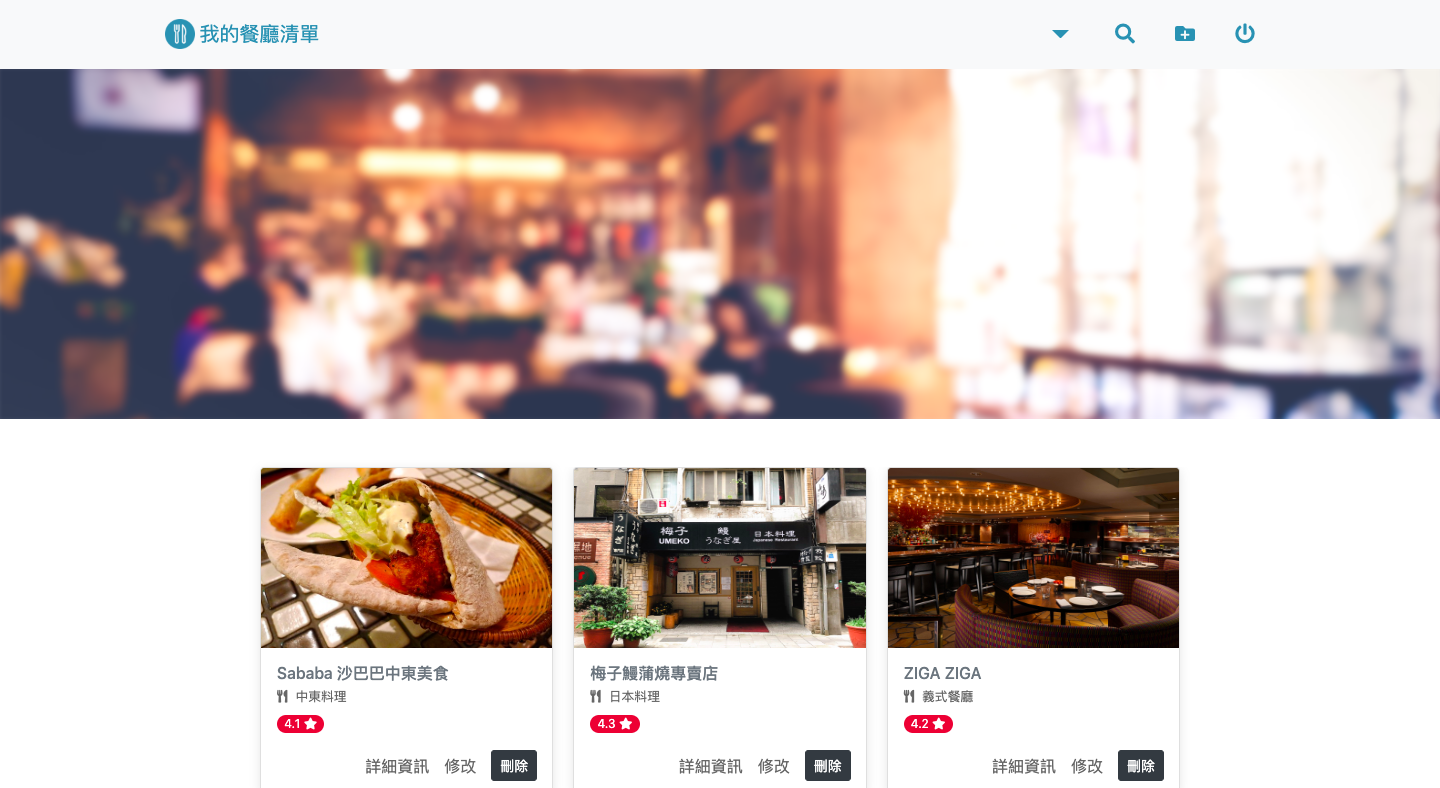 我的餐廳清單
梅子
UMEKO
鰻
うなぎ屋
日本料理
Japanese Restaurant
うなぎ
Sababa 沙巴巴中東美食
中東料理
4.1
詳細資訊 修改 刪除
梅子鰻蒲燒專賣店
日本料理
4.3
詳細資訊 修改 刪除
ZIGA ZIGA
義式餐廳
4.2
詳細資訊 修改 刪除